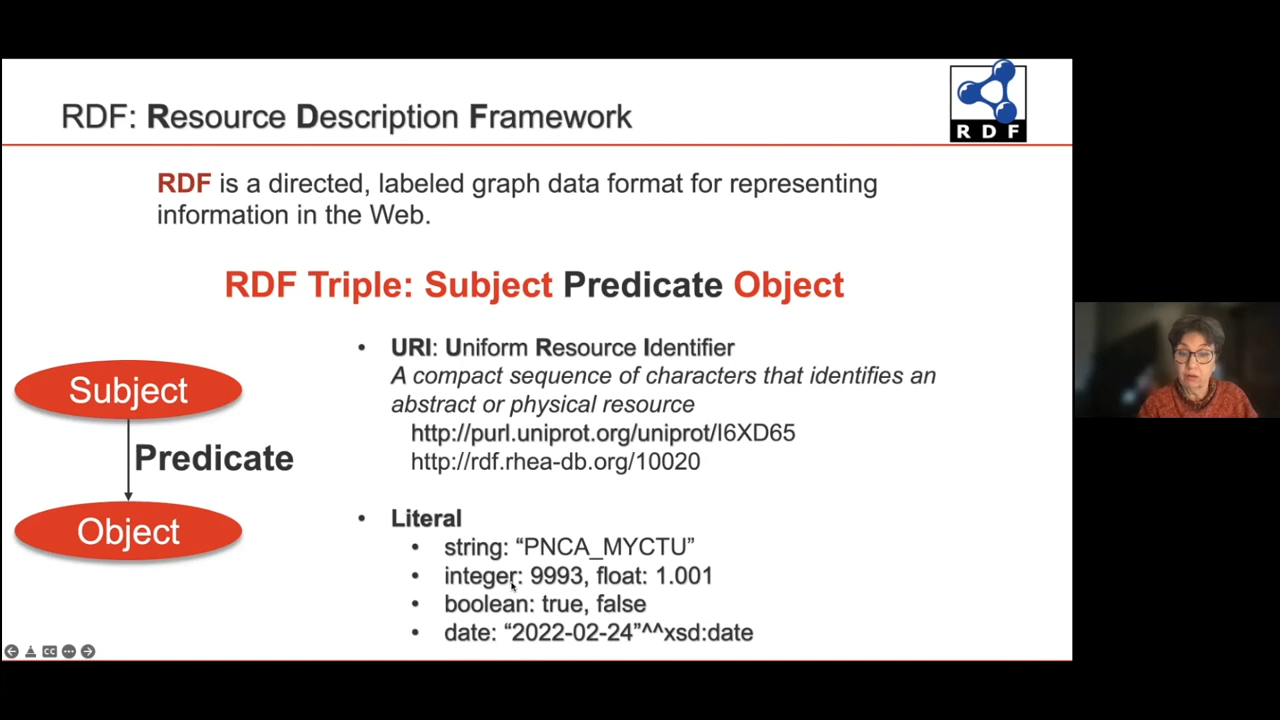 RDF: Resource Description Framework
RDF
RDF is a directed, labeled graph data format for representing
information in the Web.
RDF Triple: Subject Predicate Object
Subject
Predicate
Object
• URI: Uniform Resource Identifier
A compact sequence of characters that identifies an
abstract or physical resource
http://purl.uniprot.org/uniprot/I6XD65
http://rdf.rhea-db.org/10020
• Literal
• string: “PNCA_MYCTU”
• integer: 9993, float: 1.001
• boolean: true, false
• date: “2022-02-24”^^xsd:date
CC